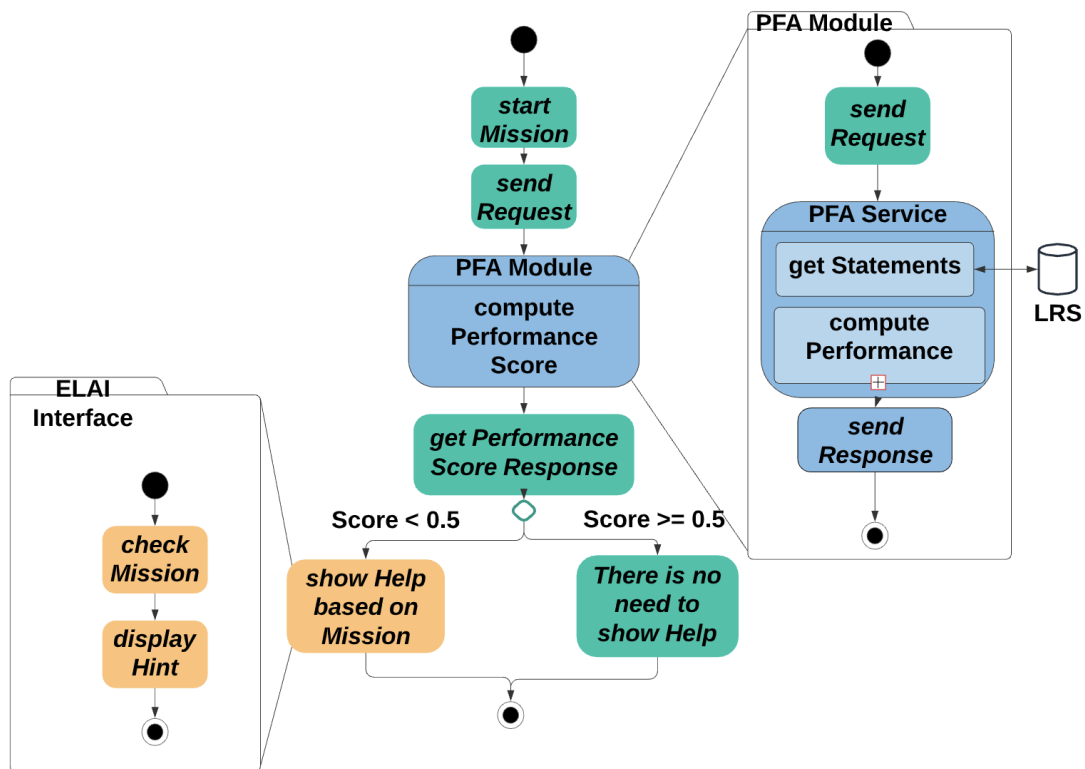 start
Mission
send
Request
PFA Module
compute
Performance
Score
get Performance
Score Response
Score < 0.5
Score >= 0.5
show Help
based on
Mission
There is no
need to
show Help
ELAI
Interface
check
Mission
display
Hint
PFA Module
send
Request
PFA Service
get Statements
compute
Performance
send
Response
LRS